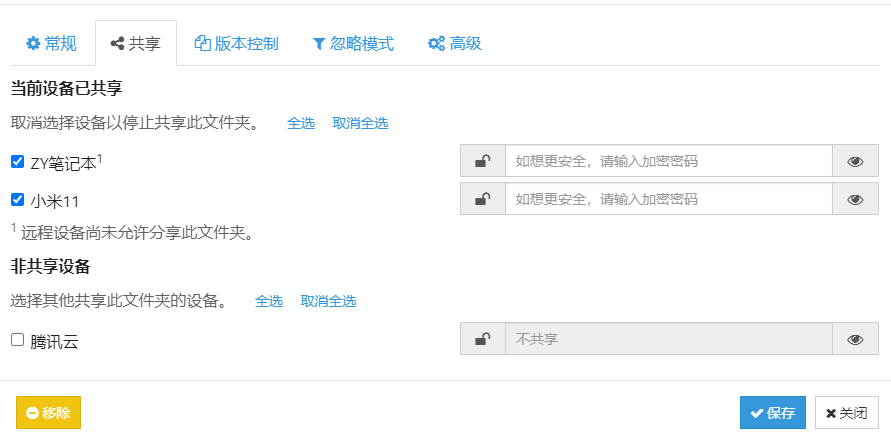 常规 共享 版本控制 忽略模式 高级
当前设备已共享
取消选择设备以停止共享此文件夹。 全选 取消全选
ZY笔记本1 如想更安全，请输入加密密码
小米11 如想更安全，请输入加密密码
1 远程设备尚未允许分享此文件夹。
非共享设备
选择其他共享此文件夹的设备。 全选 取消全选
腾讯云 不共享
移除 保存 关闭